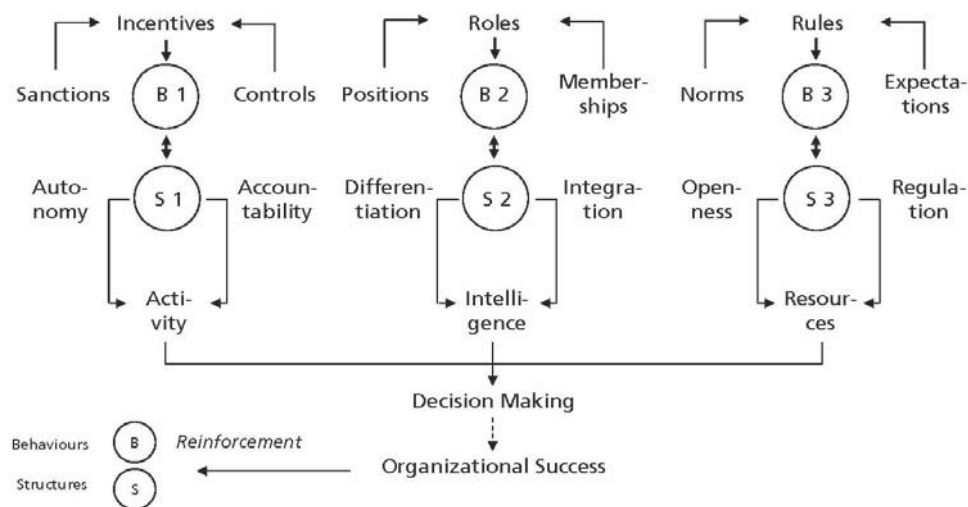 Incentives Roles Rules
Sanctions B 1 Controls Positions B 2 Member-
ships Norms B 3 Expecta-
tions
Auto-
nomy S 1 Accoun-
tability Differen-
tiation S 2 Integra-
tion Open-
ness S 3 Regula-
tion
Acti-
vity Intelli-
gence Resour-
ces
Decision Making
Behaviours B Reinforcement
Organizational Success
Structures S